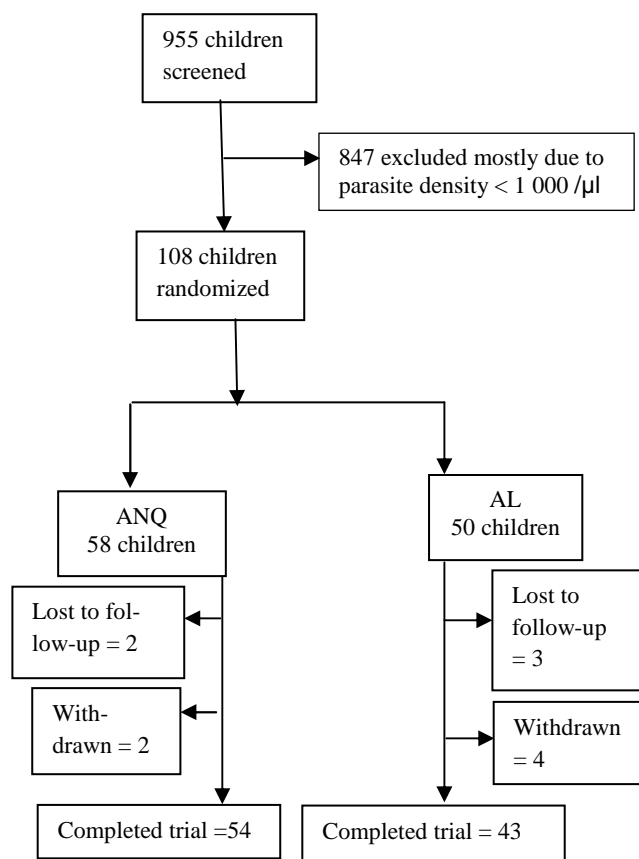 955 children
screened
847 excluded mostly due to
parasite density < 1 000 /µl
108 children
randomized
ANQ
58 children
AL
50 children
Lost to fol-
low-up = 2
Lost to
follow-up
= 3
With-
drawn = 2
Withdrawn
= 4
Completed trial =54
Completed trial = 43